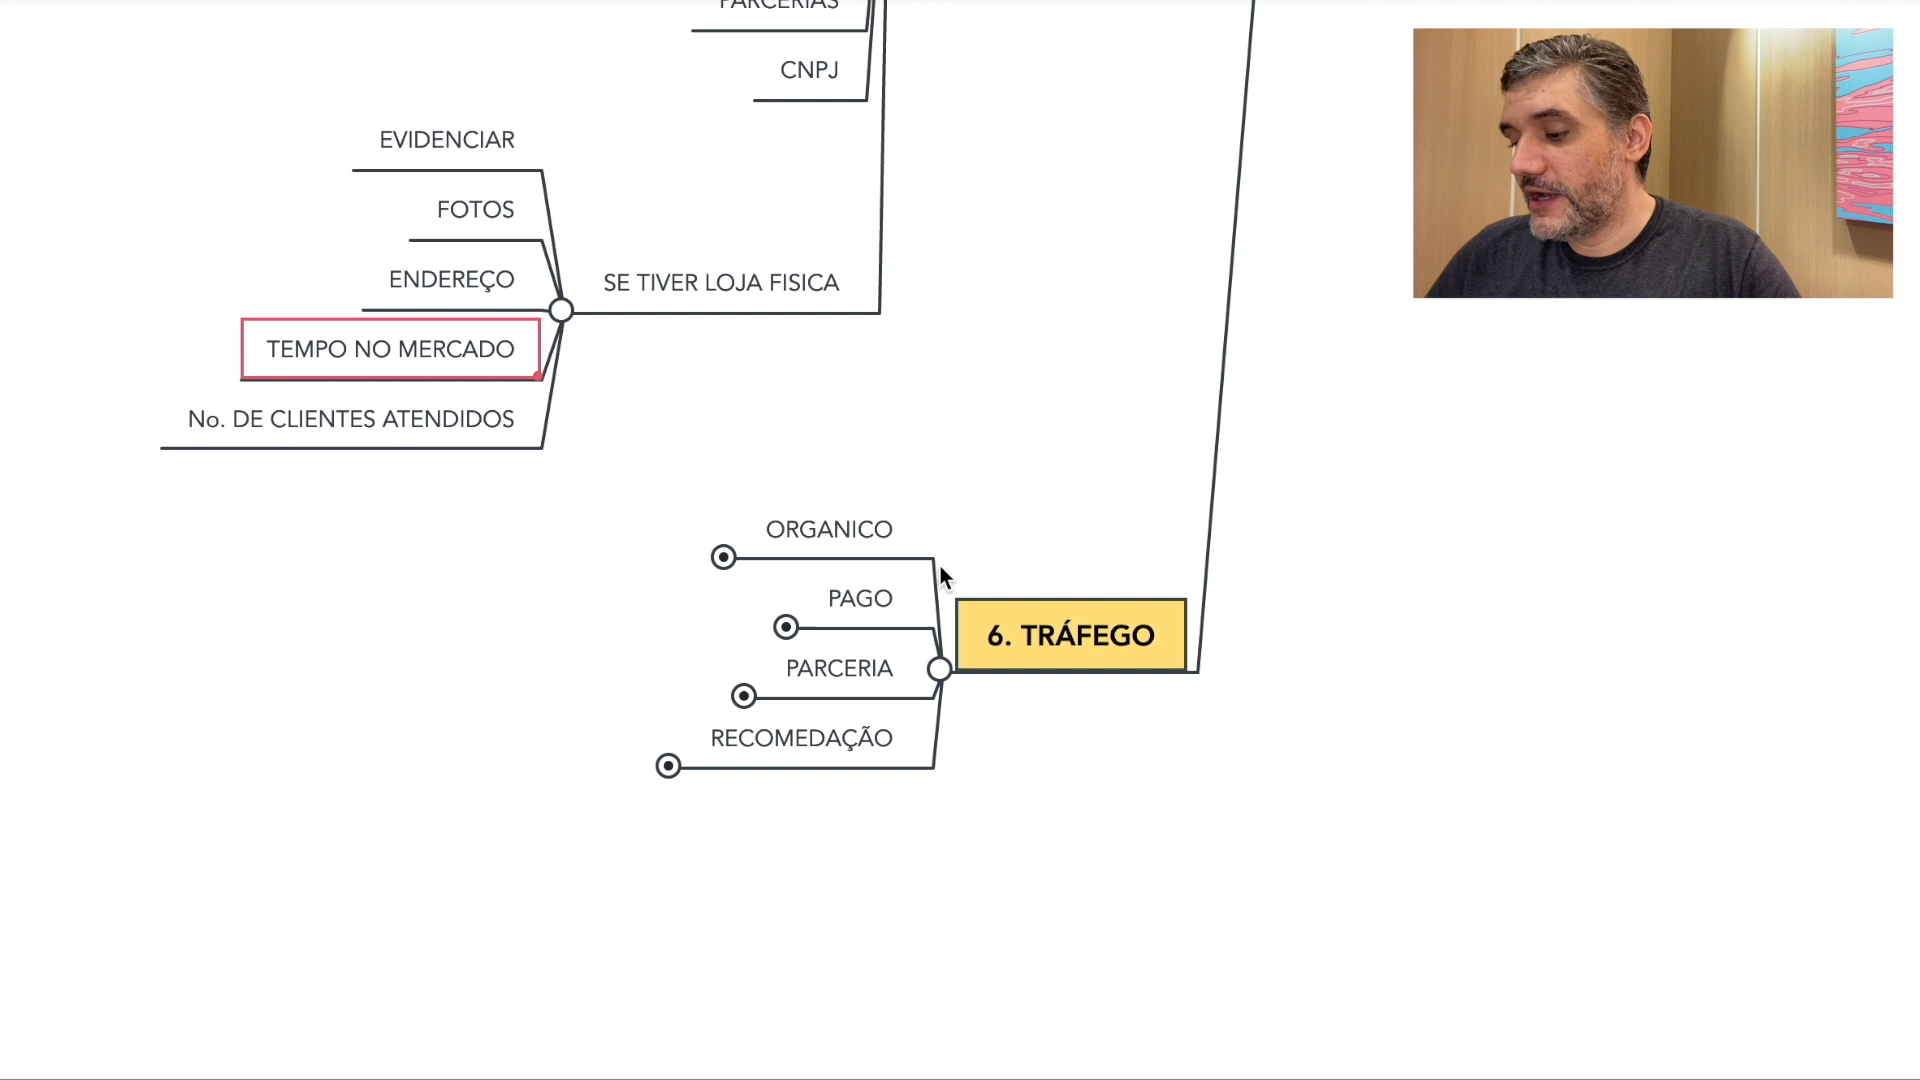 PARCERIAS
CNPJ
EVIDENCIAR
FOTOS
ENDEREÇO
SE TIVER LOJA FISICA
TEMPO NO MERCADO
No. DE CLIENTES ATENDIDOS
ORGANICO
PAGO
6. TRÁFEGO
PARCERIA
RECOMEDAÇÃO